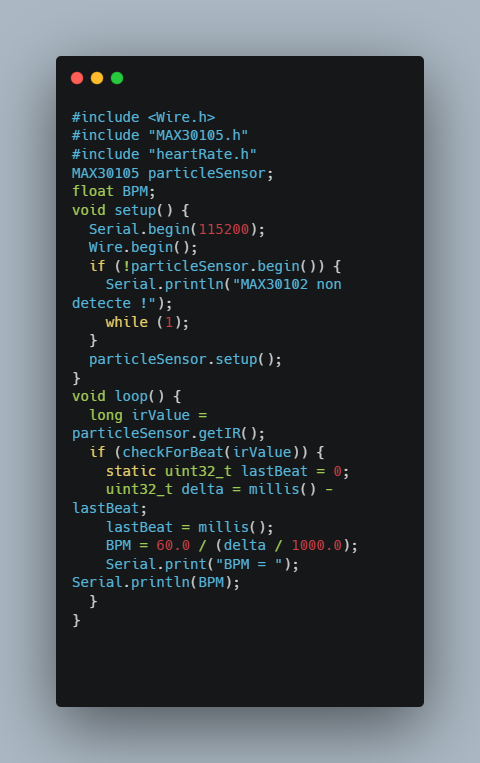 #include <Wire.h>
#include "MAX30105.h"
#include "heartRate.h"
MAX30105 particleSensor;
float BPM;
void setup() {
  Serial.begin(115200);
  Wire.begin();
  if (!particleSensor.begin()) {
    Serial.println("MAX30102 non
detecte !");
    while (1);
  }
  particleSensor.setup();
}
void loop() {
  long irValue =
particleSensor.getIR();
  if (checkForBeat(irValue)) {
    static uint32_t lastBeat = 0;
    uint32_t delta = millis() -
lastBeat;
    lastBeat = millis();
    BPM = 60.0 / (delta / 1000.0);
    Serial.print("BPM = ");
Serial.println(BPM);
  }
}